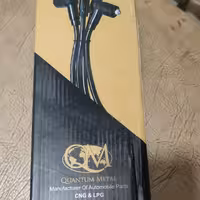 QM
QUANTUM METAL
Manufacturer Of Automobile Parts
CNG & LPG